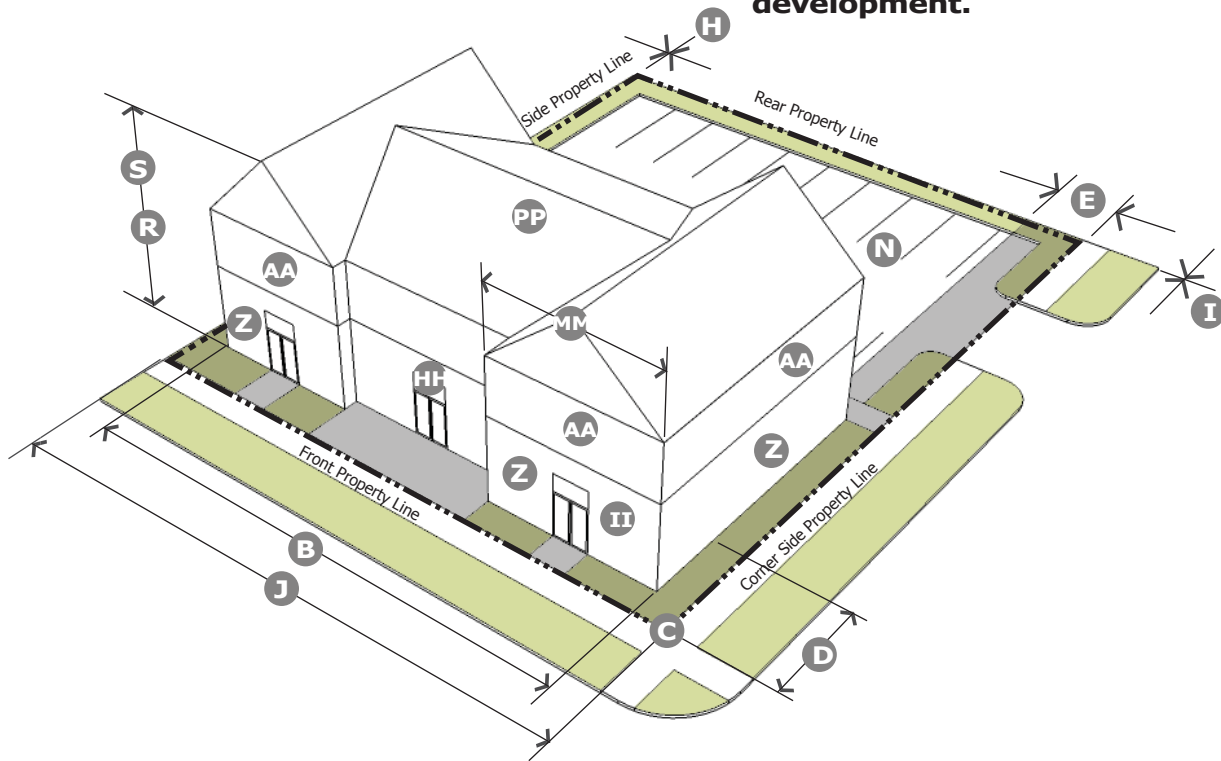 development.
H
Side Property Line
Rear Property Line
S
E
PP
R
N
AA
I
Z
MM
HH
AA
AA
Z
Z
Front Property Line
II
Corner Side Property Line
B
J
C
D